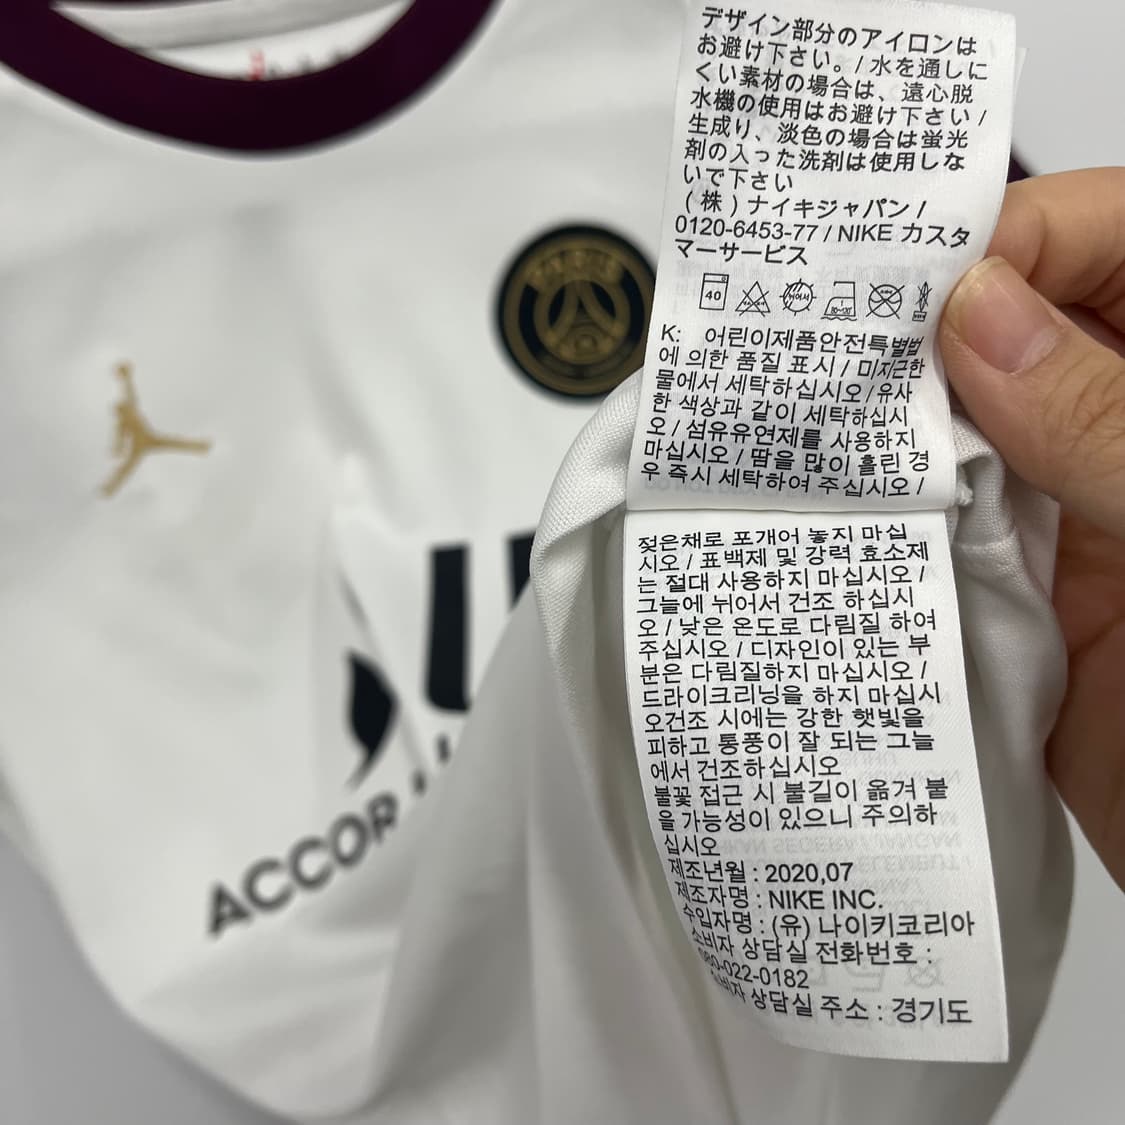 デザイン部分のアイロンは
お避け下さい。/ 水を通しに
くい素材の場合は、遠心脱
水機の使用はお避け下さい /
生成り、淡色の場合は蛍光
剤の入った洗剤は使用しな
いで下さい
(株)ナイキジャパン /
0120-6453-77 / NIKE カスタ
マーサービス
40
80~120
K: 어린이제품안전특별법
에 의한 품질 표시 / 미지근한
물에서 세탁하십시오 / 유사
한 색상과 같이 세탁하십시
오 / 섬유유연제를 사용하지
마십시오 / 땀을 많이 흘린 경
우 즉시 세탁하여 주십시오 /
젖은채로 포개어 놓지 마십
시오 / 표백제 및 강력 효소제
는 절대 사용하지 마십시오 /
그늘에 뉘어서 건조 하십시
오 / 낮은 온도로 다림질 하여
주십시오 / 디자인이 있는 부
분은 다림질하지 마십시오 /
드라이크리닝을 하지 마십시
오건조 시에는 강한 햇빛을
피하고 통풍이 잘 되는 그늘
에서 건조하십시오
불꽃 접근 시 불길이 옮겨 붙
을 가능성이 있으니 주의하
십시오
제조년월 : 2020,07
제조자명 : NIKE INC.
수입자명 : (유) 나이키코리아
소비자 상담실 전화번호 :
080-022-0182
소비자 상담실 주소 : 경기도
PARIS
ACCOR